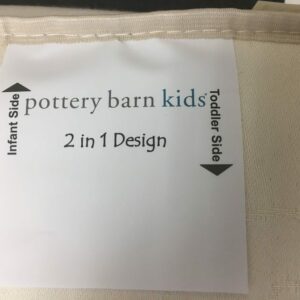 Infant Side
pottery barn kids
2 in 1 Design
Toddler Side